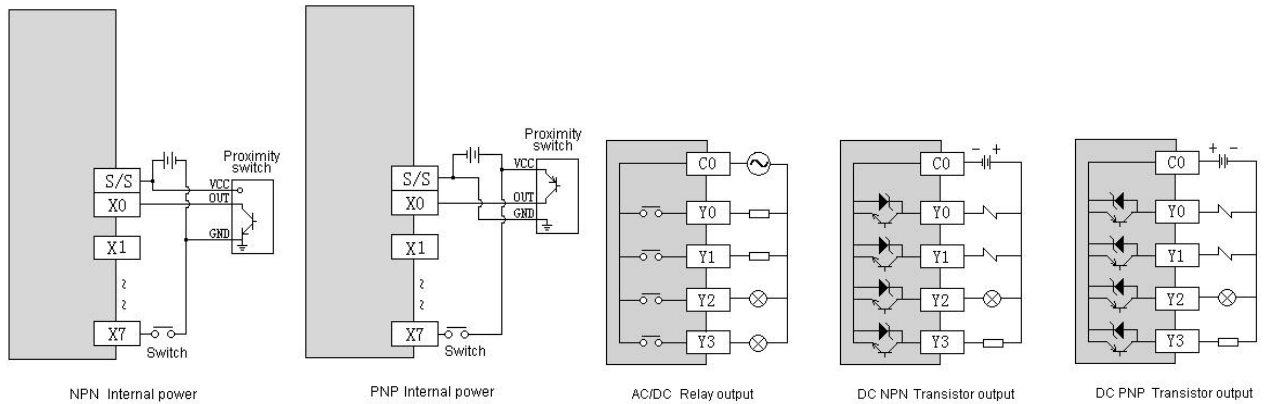 S/S
X0
X1
X7
VCC
OUT
GND
Proximity
switch
Switch
NPN Internal power
S/S
X0
X1
X7
VCC
OUT
GND
Proximity
switch
Switch
PNP Internal power
C0
Y0
Y1
Y2
Y3
AC/DC Relay output
- +
C0
Y0
Y1
Y2
Y3
DC NPN Transistor output
+ -
C0
Y0
Y1
Y2
Y3
DC PNP Transistor output